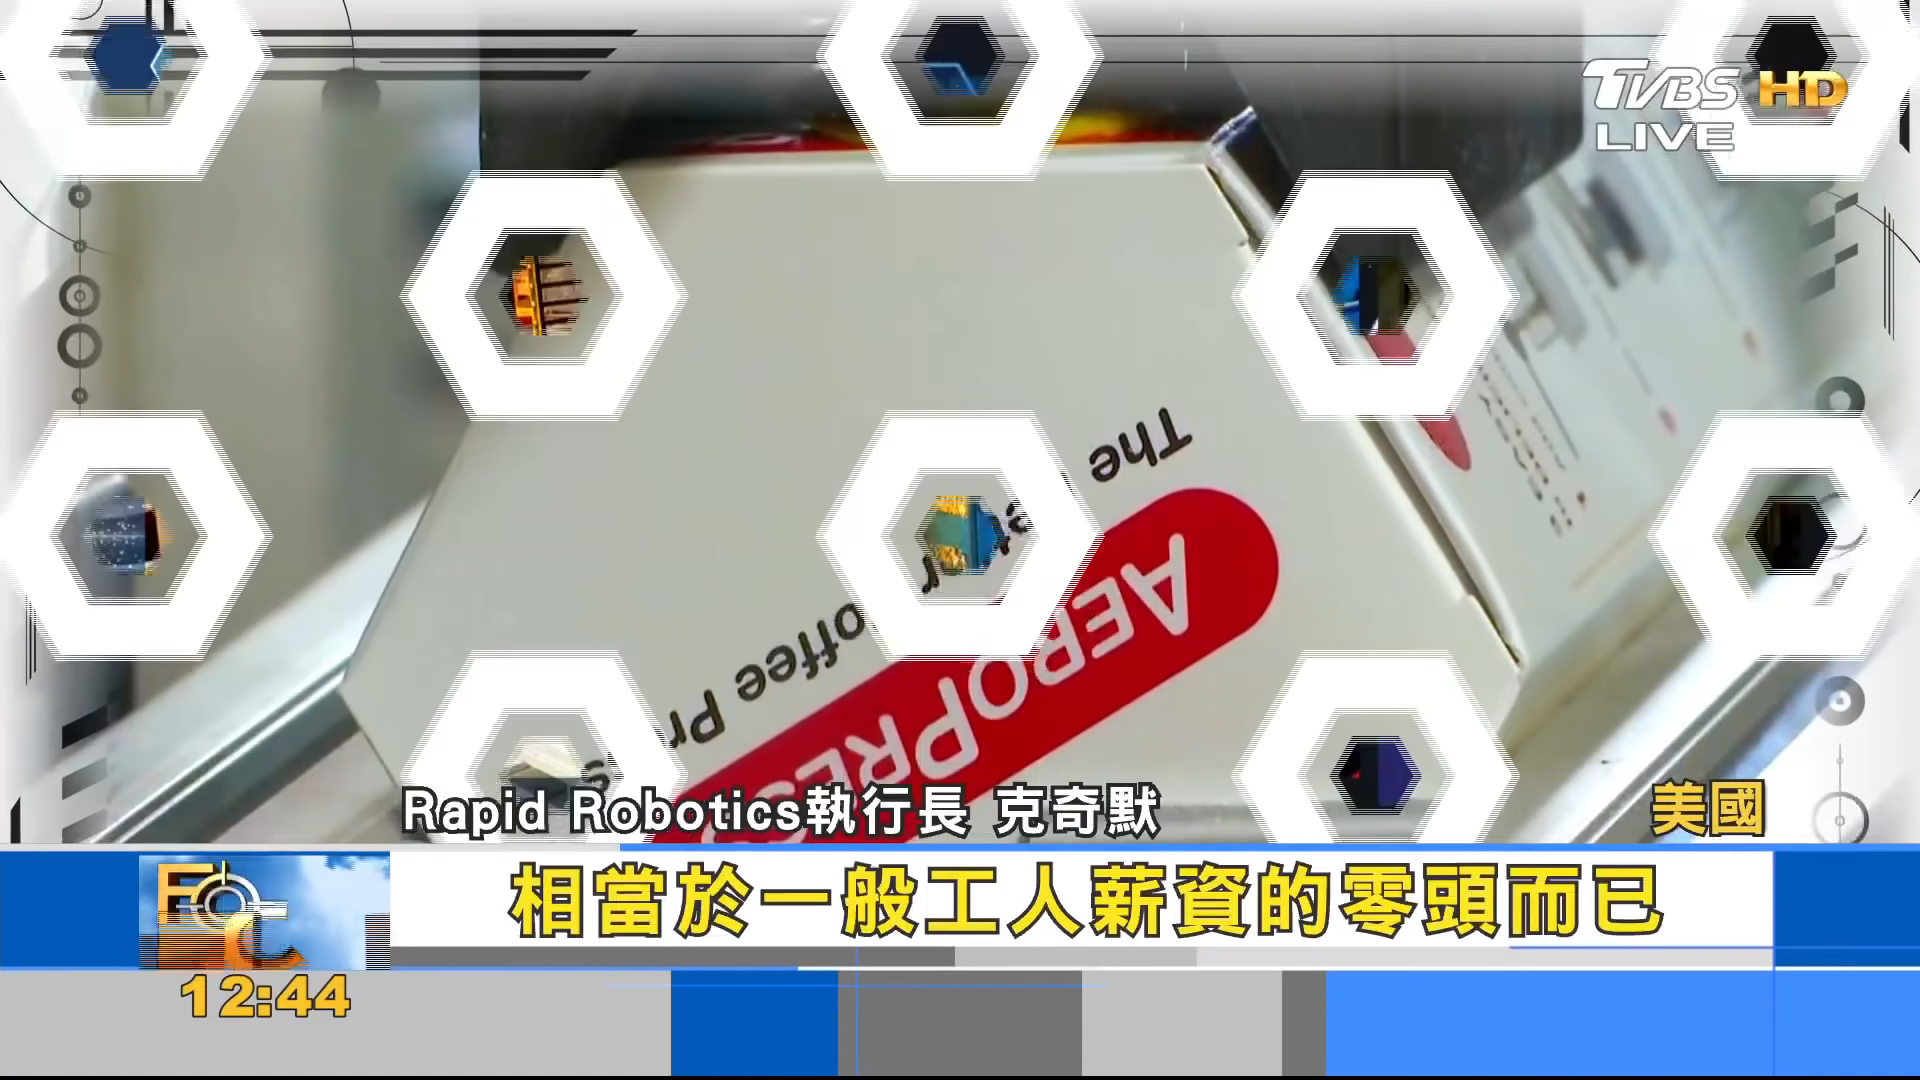 TVBS HD
LIVE
The
offee Pr
AEROPRESS
Rapid Robotics執行長 克奇默
美國
相當於一般工人薪資的零頭而已
12:44